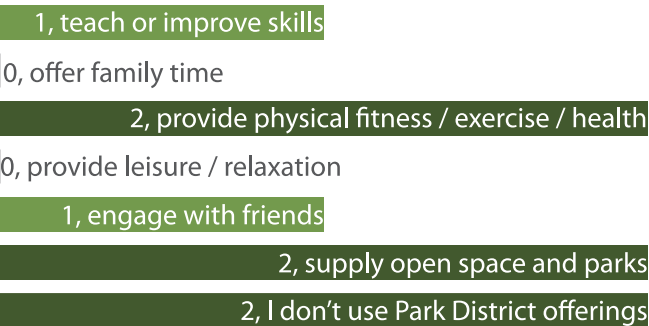 1, teach or improve skills
0, offer family time
2, provide physical fitness / exercise / health
0, provide leisure / relaxation
1, engage with friends
2, supply open space and parks
2, I don’t use Park District offerings